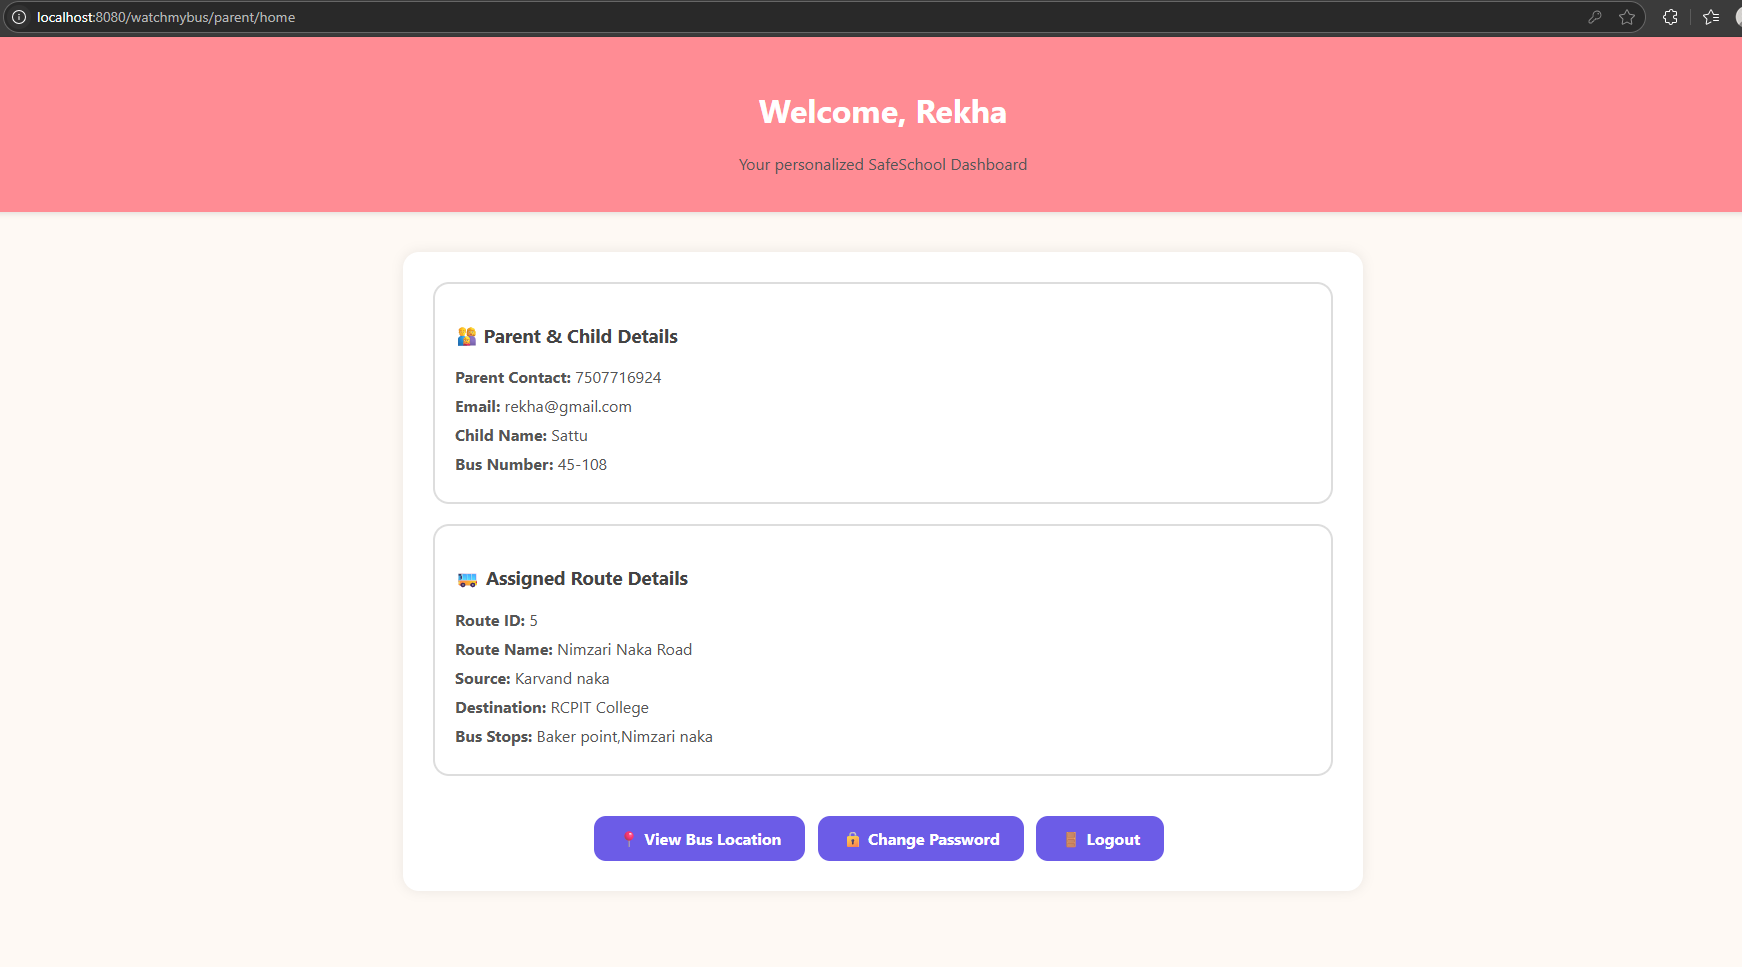 localhost:8080/watchmybus/parent/home
Welcome, Rekha
Your personalized SafeSchool Dashboard
Parent & Child Details
Parent Contact: 7507716924
Email: rekha@gmail.com
Child Name: Sattu
Bus Number: 45-108
Assigned Route Details
Route ID: 5
Route Name: Nimzari Naka Road
Source: Karvand naka
Destination: RCPIT College
Bus Stops: Baker point,Nimzari naka
View Bus Location
Change Password
Logout